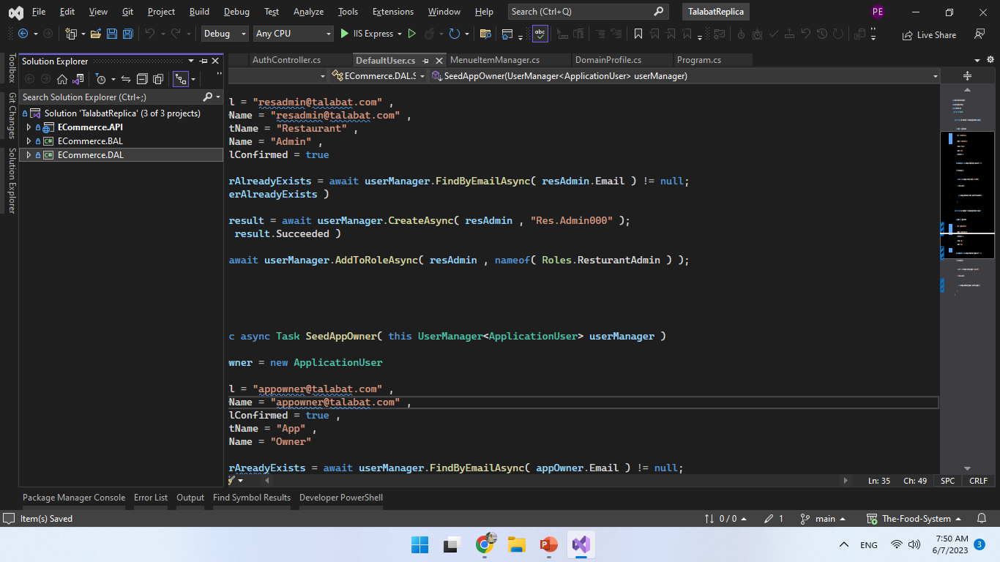 File Edit View Git Project Build Debug Test Analyze Tools Extensions Window Help Search (Ctrl+Q) TalabatReplica PE
Debug Any CPU IIS Express Live Share
Toolbox
Git Changes
Solution Explorer
Solution Explorer
Search Solution Explorer (Ctrl+;)
Solution 'TalabatReplica' (3 of 3 projects)
ECommerce.API
ECommerce.BAL
ECommerce.DAL
AuthController.cs DefaultUser.cs MenueItemManager.cs DomainProfile.cs Program.cs
ECommerce.DAL.S SeedAppOwner(UserManager<ApplicationUser> userManager)
l = "resadmin@talabat.com" ,
Name = "resadmin@talabat.com" ,
tName = "Restaurant" ,
Name = "Admin" ,
lConfirmed = true
rAlreadyExists = await userManager.FindByEmailAsync( resAdmin.Email ) != null;
erAlreadyExists )
result = await userManager.CreateAsync( resAdmin , "Res.Admin000" );
result.Succeeded )
await userManager.AddToRoleAsync( resAdmin , nameof( Roles.ResturantAdmin ) );
c async Task SeedAppOwner( this UserManager<ApplicationUser> userManager )
wner = new ApplicationUser
l = "appowner@talabat.com" ,
Name = "appowner@talabat.com" ,
lConfirmed = true ,
tName = "App" ,
Name = "Owner"
rAreadyExists = await userManager.FindByEmailAsync( appOwner.Email ) != null;
Ln: 35 Ch: 49 SPC CRLF
Package Manager Console Error List Output Find Symbol Results Developer PowerShell
Item(s) Saved 0 / 0 1 main The-Food-System
ENG 7:50 AM
6/7/2023 3